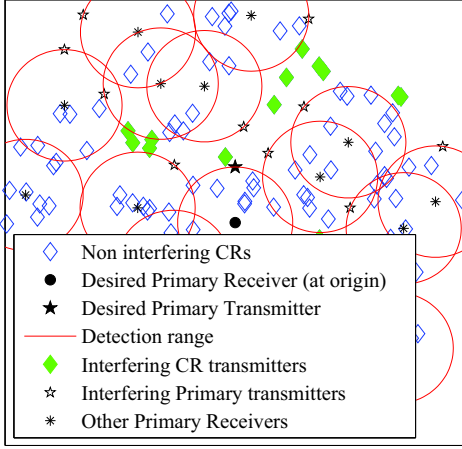 Non interfering CRs
Desired Primary Receiver (at origin)
Desired Primary Transmitter
Detection range
Interfering CR transmitters
Interfering Primary transmitters
Other Primary Receivers